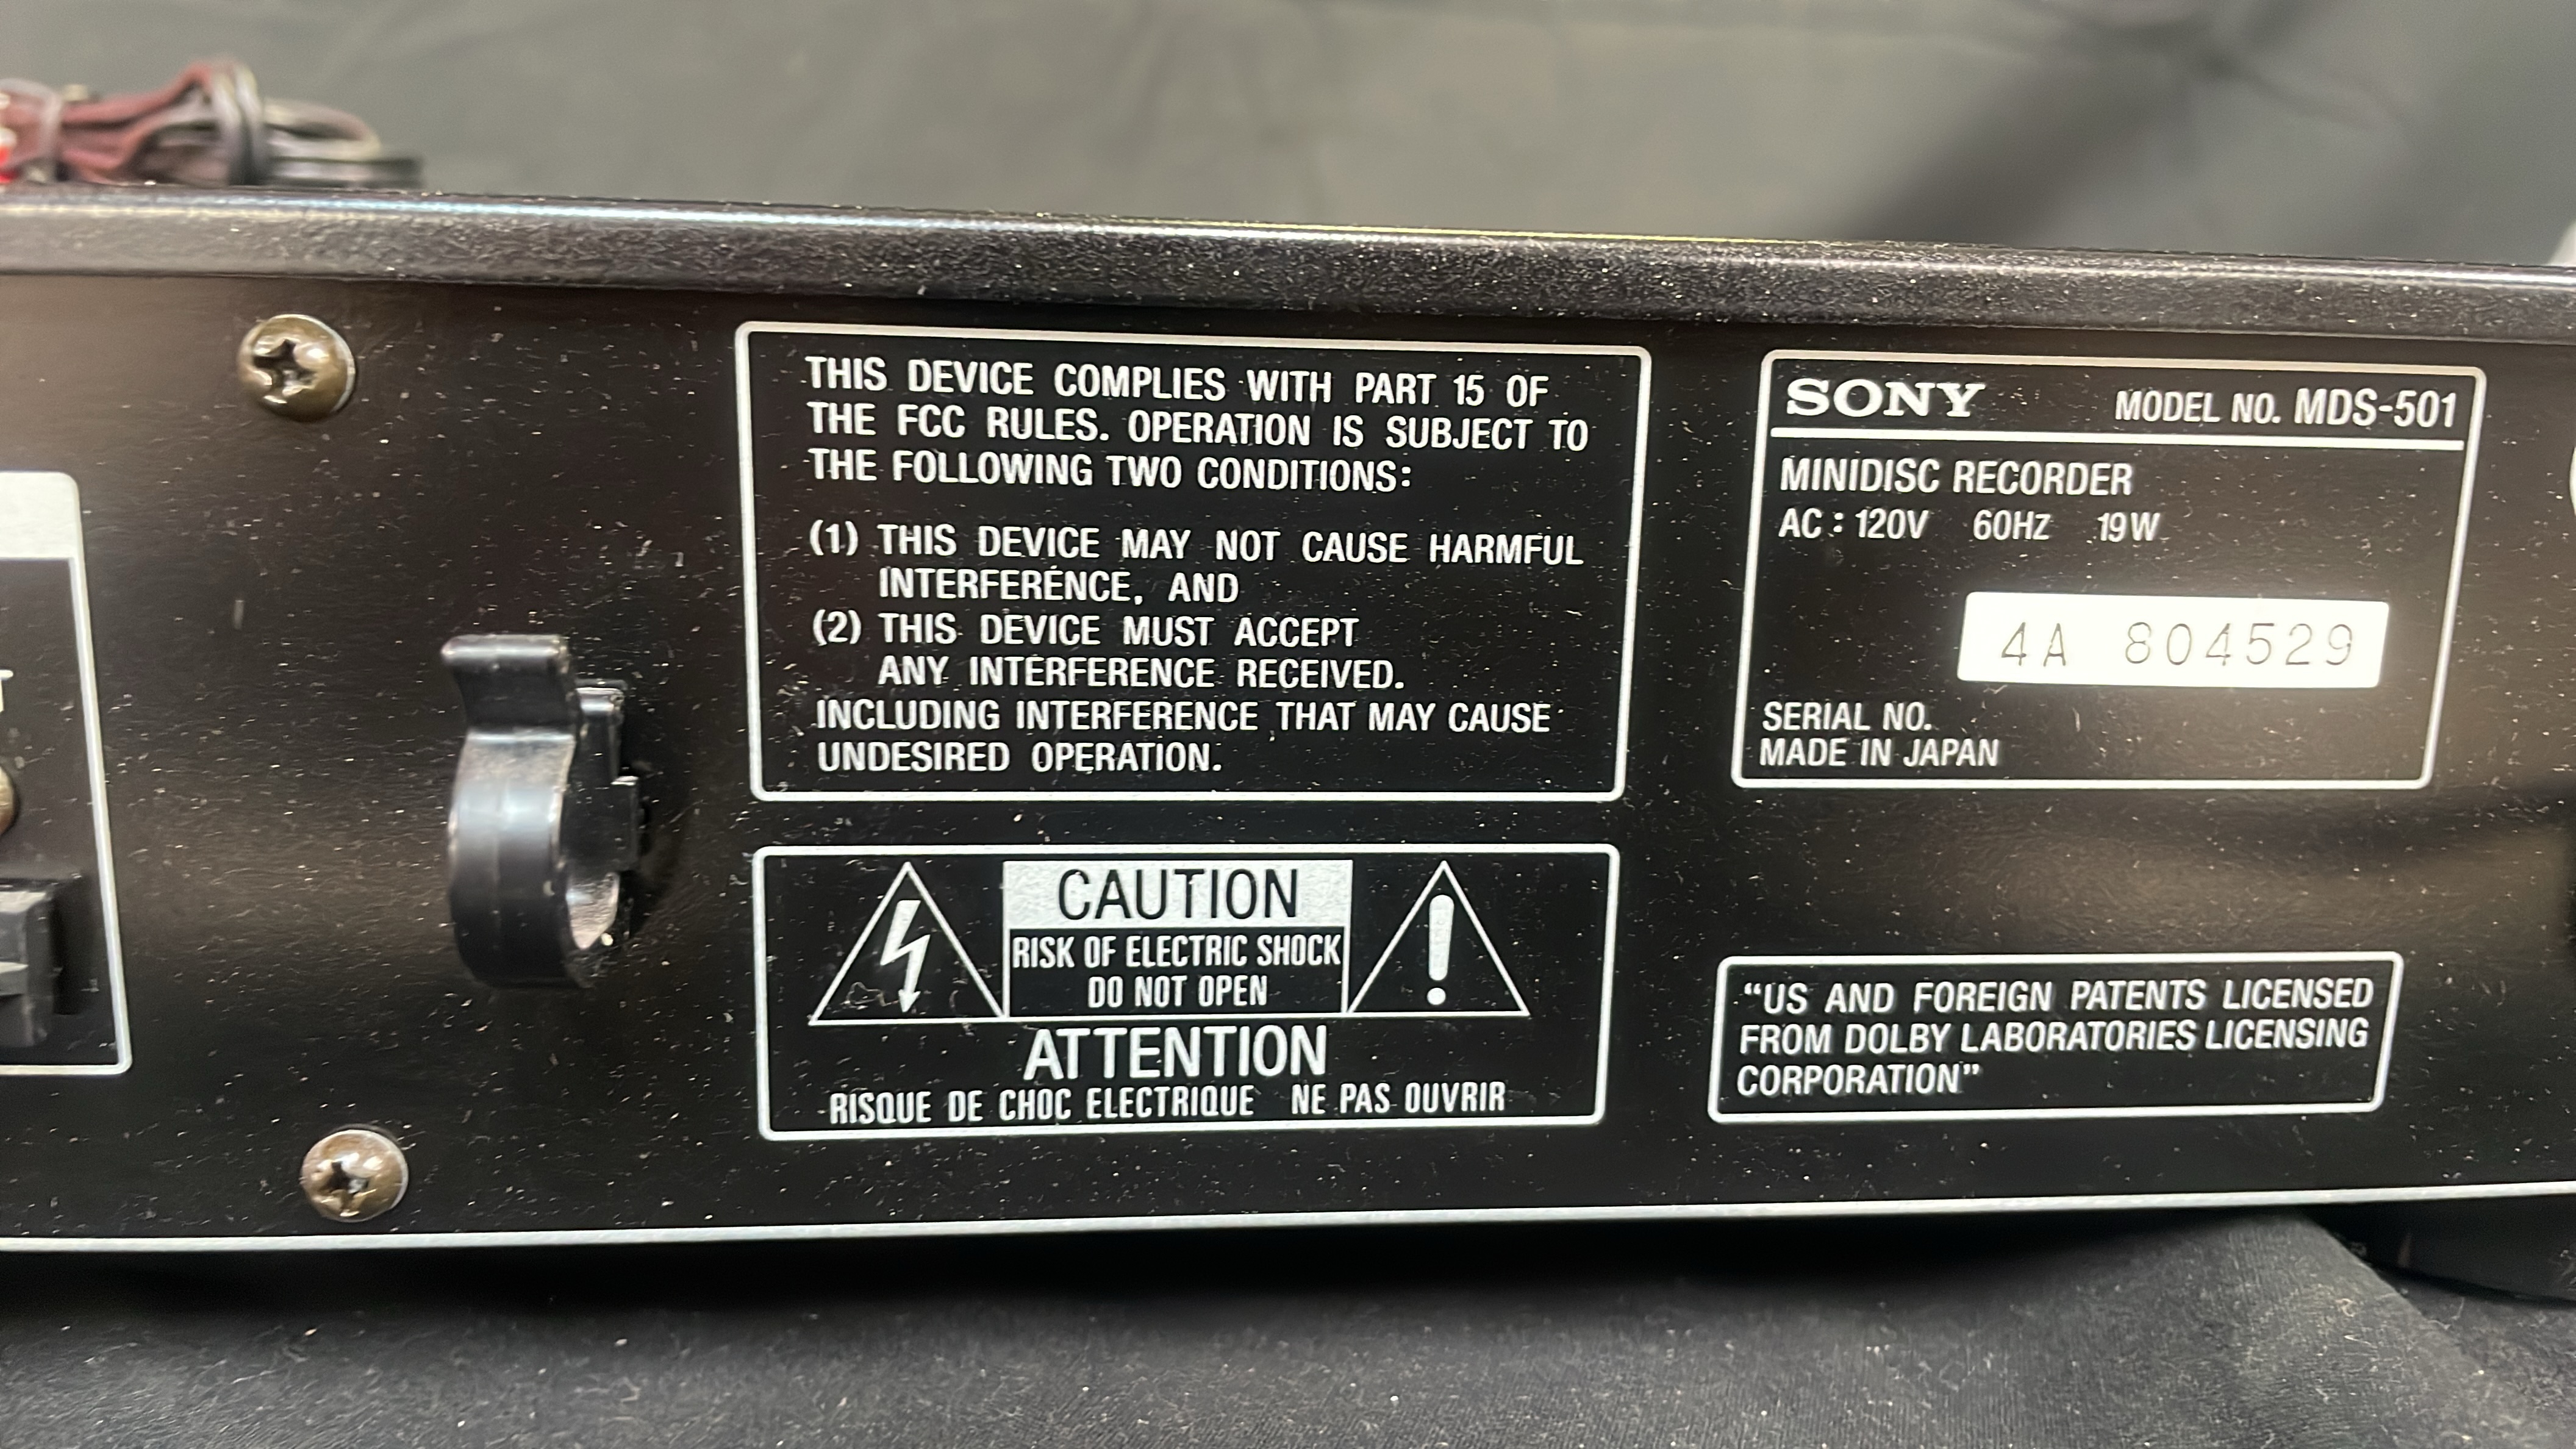 THIS DEVICE COMPLIES WITH PART 15 OF
THE FCC RULES. OPERATION IS SUBJECT TO
THE FOLLOWING TWO CONDITIONS:
(1) THIS DEVICE MAY NOT CAUSE HARMFUL
INTERFERENCE, AND
(2) THIS DEVICE MUST ACCEPT
ANY INTERFERENCE RECEIVED.
INCLUDING INTERFERENCE THAT MAY CAUSE
UNDESIRED OPERATION.
CAUTION
RISK OF ELECTRIC SHOCK
DO NOT OPEN
ATTENTION
RISQUE DE CHOC ELECTRIQUE NE PAS OUVRIR
SONY MODEL NO. MDS-501
MINIDISC RECORDER
AC: 120V 60Hz 19W
4A 804529
SERIAL NO.
MADE IN JAPAN
"US AND FOREIGN PATENTS LICENSED
FROM DOLBY LABORATORIES LICENSING
CORPORATION"